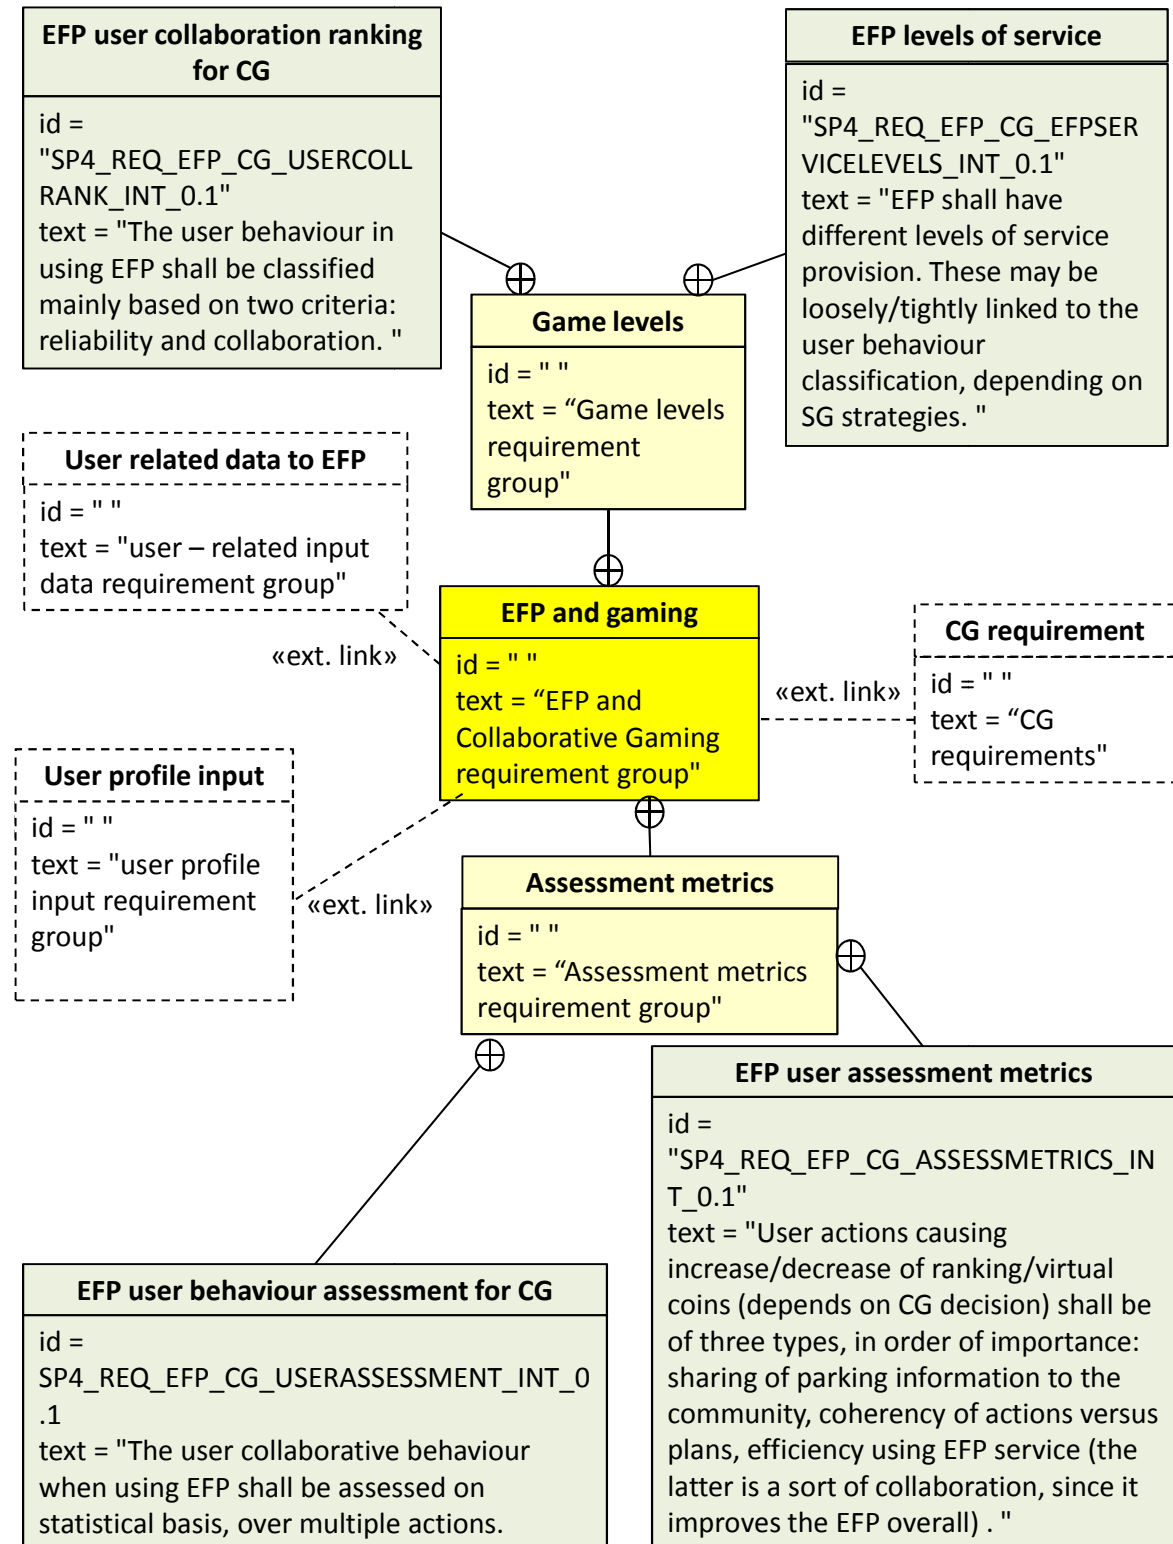 EFP user collaboration ranking
for CG
id =
"SP4_REQ_EFP_CG_USERCOLL
RANK_INT_0.1"
text = "The user behaviour in
using EFP shall be classified
mainly based on two criteria:
reliability and collaboration. "
EFP levels of service
id =
"SP4_REQ_EFP_CG_EFPSER
VICELEVELS_INT_0.1"
text = "EFP shall have
different levels of service
provision. These may be
loosely/tightly linked to the
user behaviour
classification, depending on
SG strategies. "
Game levels
id = " "
text = “Game levels
requirement
group"
User related data to EFP
id = " "
text = "user – related input
data requirement group"
«ext. link»
EFP and gaming
id = " "
text = “EFP and
Collaborative Gaming
requirement group"
«ext. link»
CG requirement
id = " "
text = “CG
requirements"
User profile input
id = " "
text = "user profile
input requirement
group"
«ext. link»
Assessment metrics
id = " "
text = “Assessment metrics
requirement group"
EFP user behaviour assessment for CG
id =
SP4_REQ_EFP_CG_USERASSESSMENT_INT_0
.1
text = "The user collaborative behaviour
when using EFP shall be assessed on
statistical basis, over multiple actions.
EFP user assessment metrics
id =
"SP4_REQ_EFP_CG_ASSESSMETRICS_IN
T_0.1"
text = "User actions causing
increase/decrease of ranking/virtual
coins (depends on CG decision) shall be
of three types, in order of importance:
sharing of parking information to the
community, coherency of actions versus
plans, efficiency using EFP service (the
latter is a sort of collaboration, since it
improves the EFP overall) . "